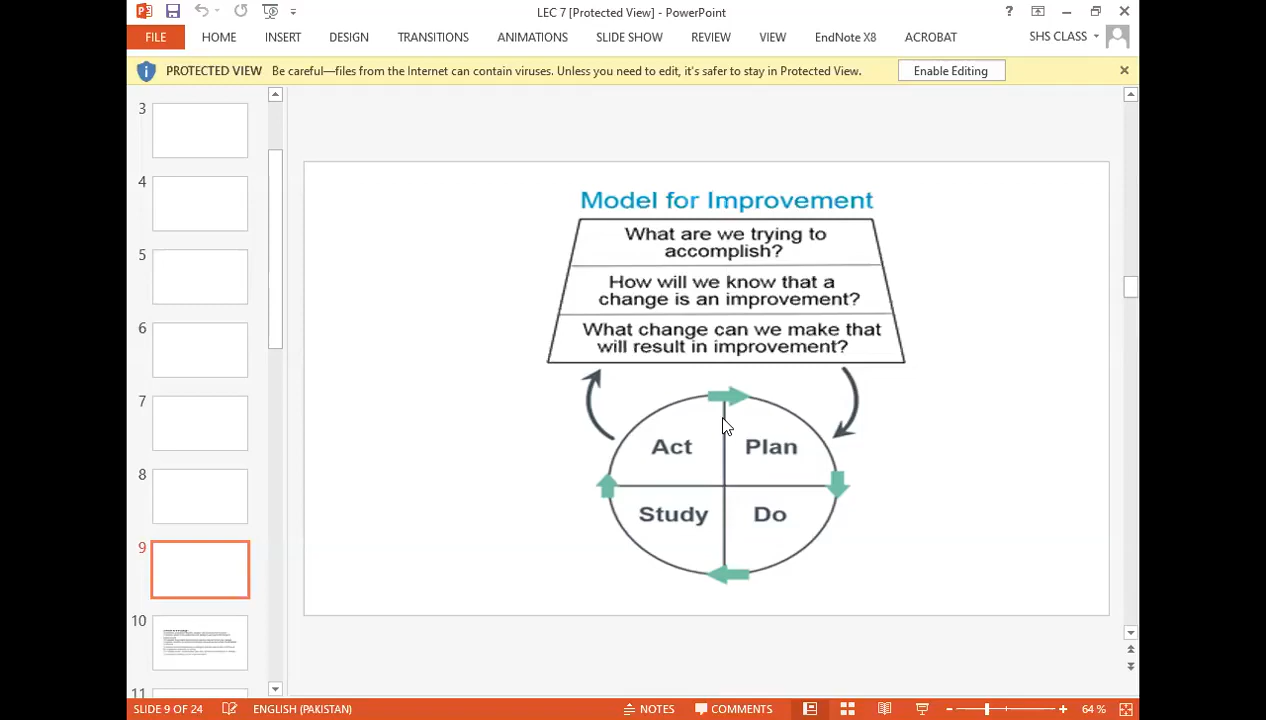 LEC 7 [Protected View] - PowerPoint
?
FILE HOME INSERT DESIGN TRANSITIONS ANIMATIONS SLIDE SHOW REVIEW VIEW EndNote X8 ACROBAT SHS CLASS
PROTECTED VIEW Be careful—files from the Internet can contain viruses. Unless you need to edit, it's safer to stay in Protected View. Enable Editing
3
4
5
6
7
8
9
10
11
Model for Improvement
What are we trying to
accomplish?
How will we know that a
change is an improvement?
What change can we make that
will result in improvement?
Act Plan
Study Do
SLIDE 9 OF 24 ENGLISH (PAKISTAN) NOTES COMMENTS 64 %